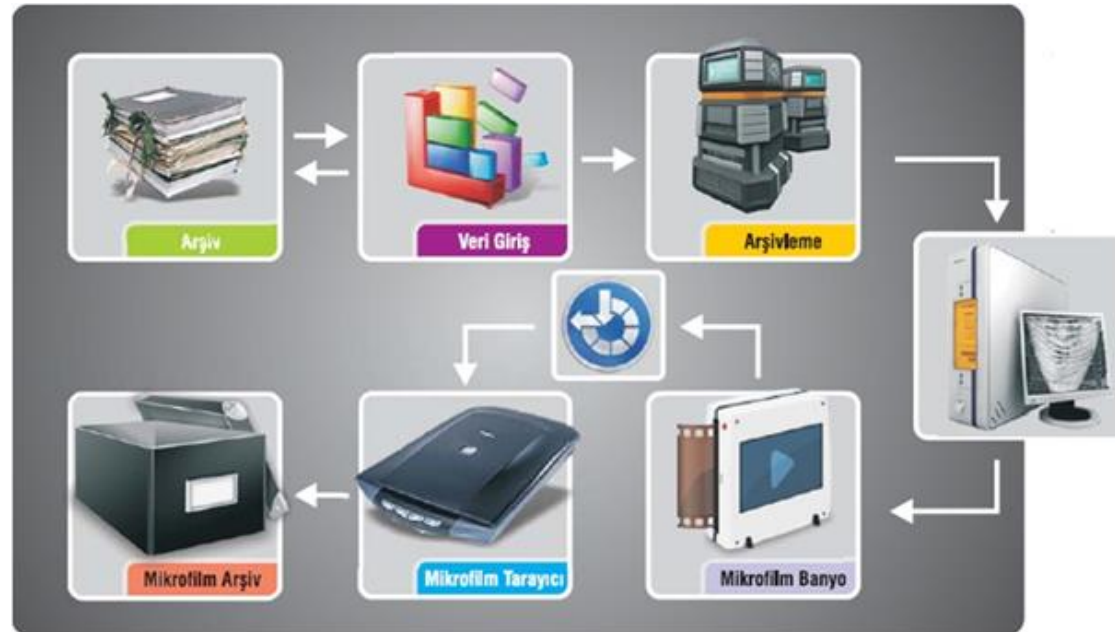 Arşiv
Veri Giriş
Arşivleme
Mikrofilm Arşiv
Mikrofilm Tarayıcı
Mikrofilm Banyo